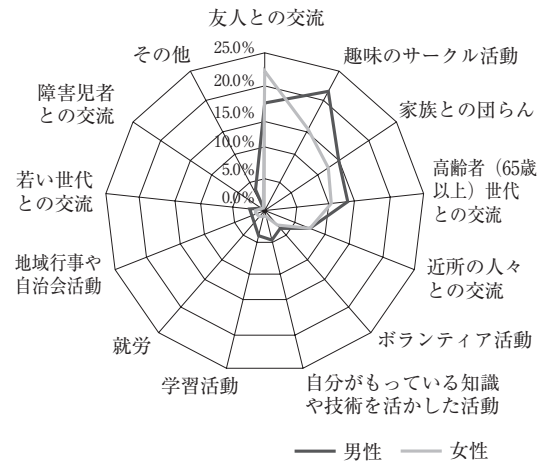 友人との交流
25.0%
20.0%
15.0%
10.0%
5.0%
0.0%
趣味のサークル活動
家族との団らん
高齢者（65歳
以上）世代
との交流
近所の人々
との交流
ボランティア活動
自分がもっている知識
や技術を活かした活動
学習活動
就労
地域行事や
自治会活動
若い世代
との交流
障害児者
との交流
その他
男性
女性